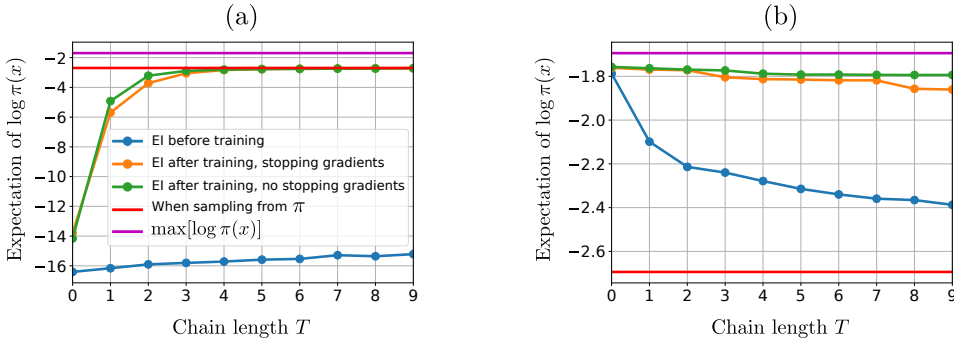 (a)
Expectation of log π(x)
−2
−4
−6
−8
−10
−12
−14
−16
EI before training
EI after training, stopping gradients
EI after training, no stopping gradients
When sampling from π
max[log π(x)]
0 1 2 3 4 5 6 7 8 9
Chain length T
(b)
Expectation of log π(x)
−1.8
−2.0
−2.2
−2.4
−2.6
0 1 2 3 4 5 6 7 8 9
Chain length T